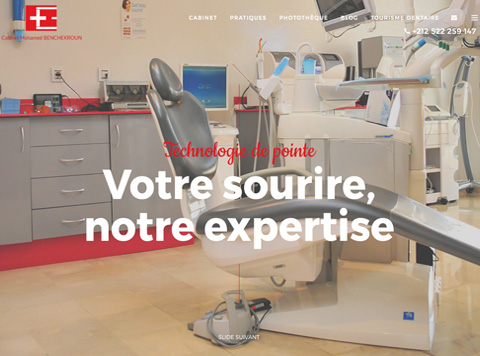 CABINET PRATIQUES PHOTOTHÈQUE BLOG TOURISME DENTAIRE
Cabinet Mohamed BENCHEKROUN
+212 522 259 147
Technologie de pointe
Votre sourire,
notre expertise
SLIDE SUIVANT